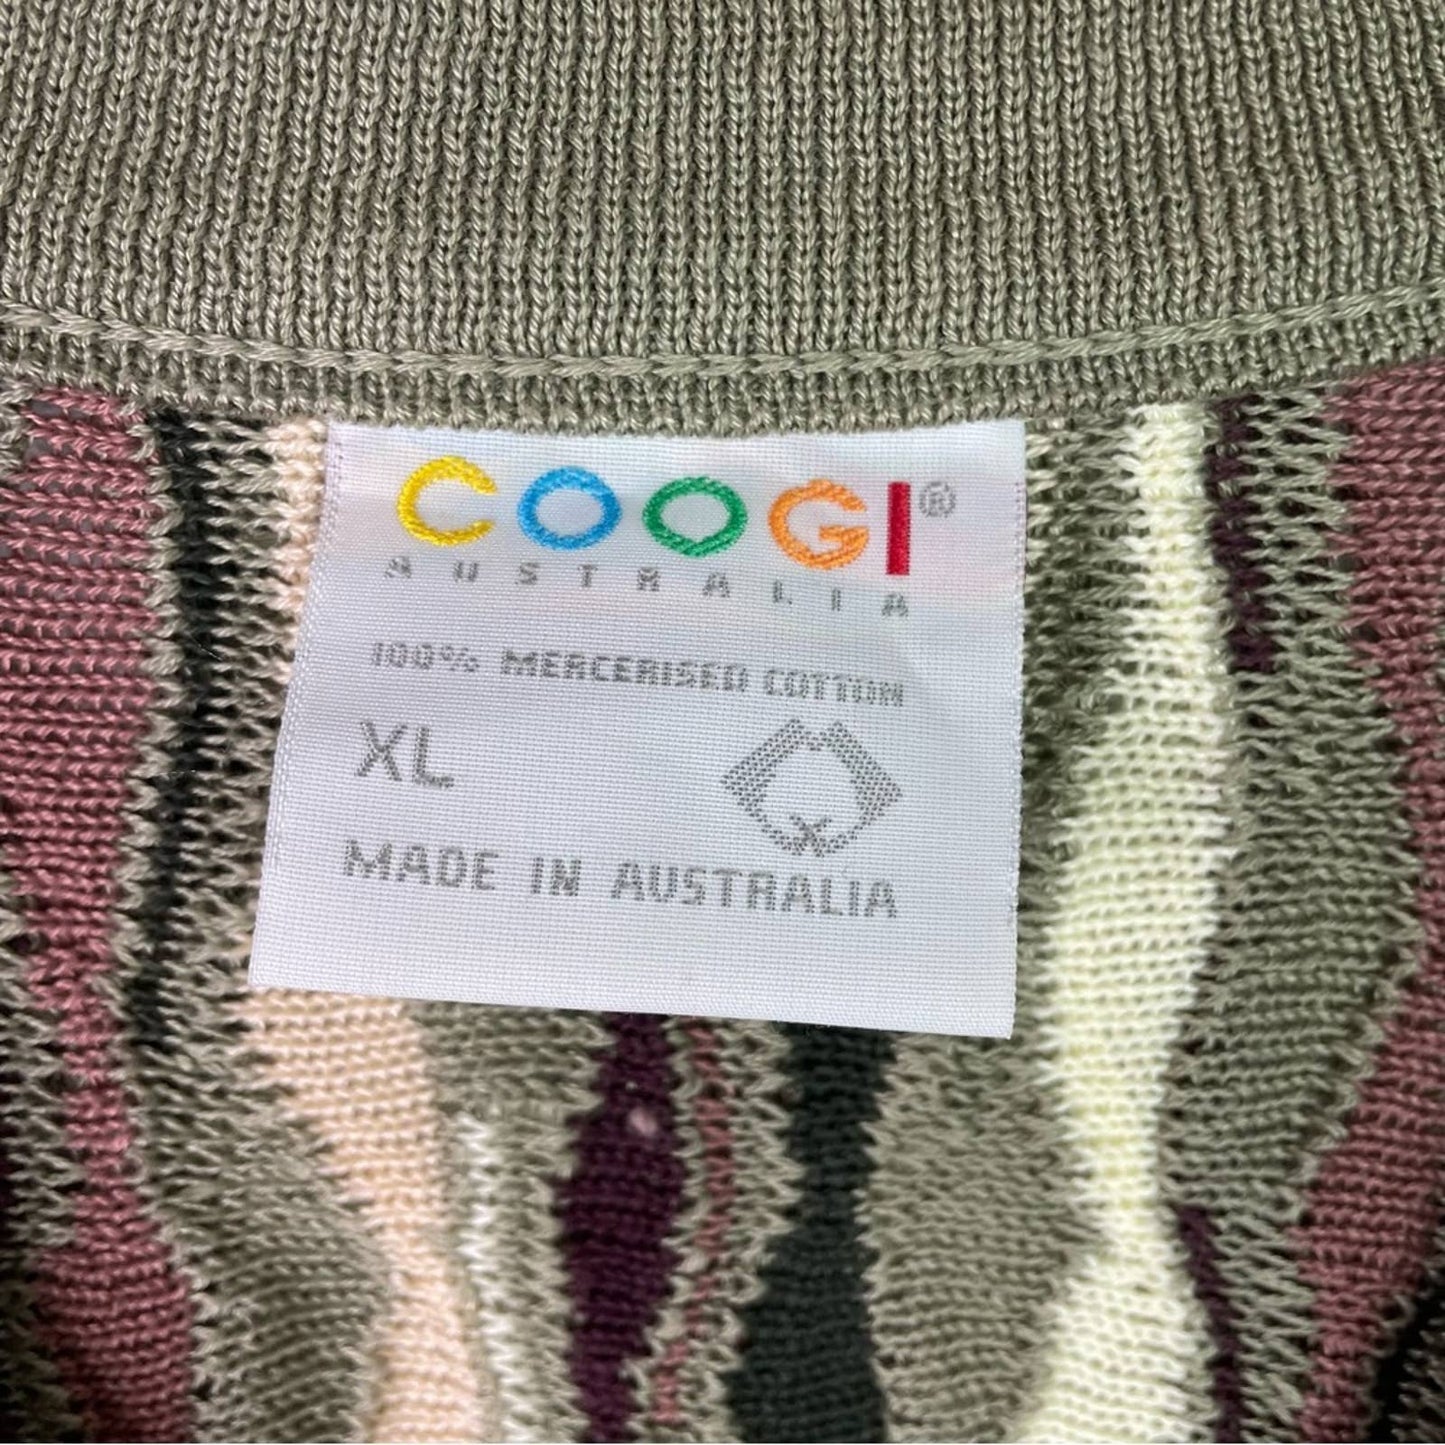 COOGI®
AUSTRALIA
100% MERCERISED COTTON
XL
MADE IN AUSTRALIA